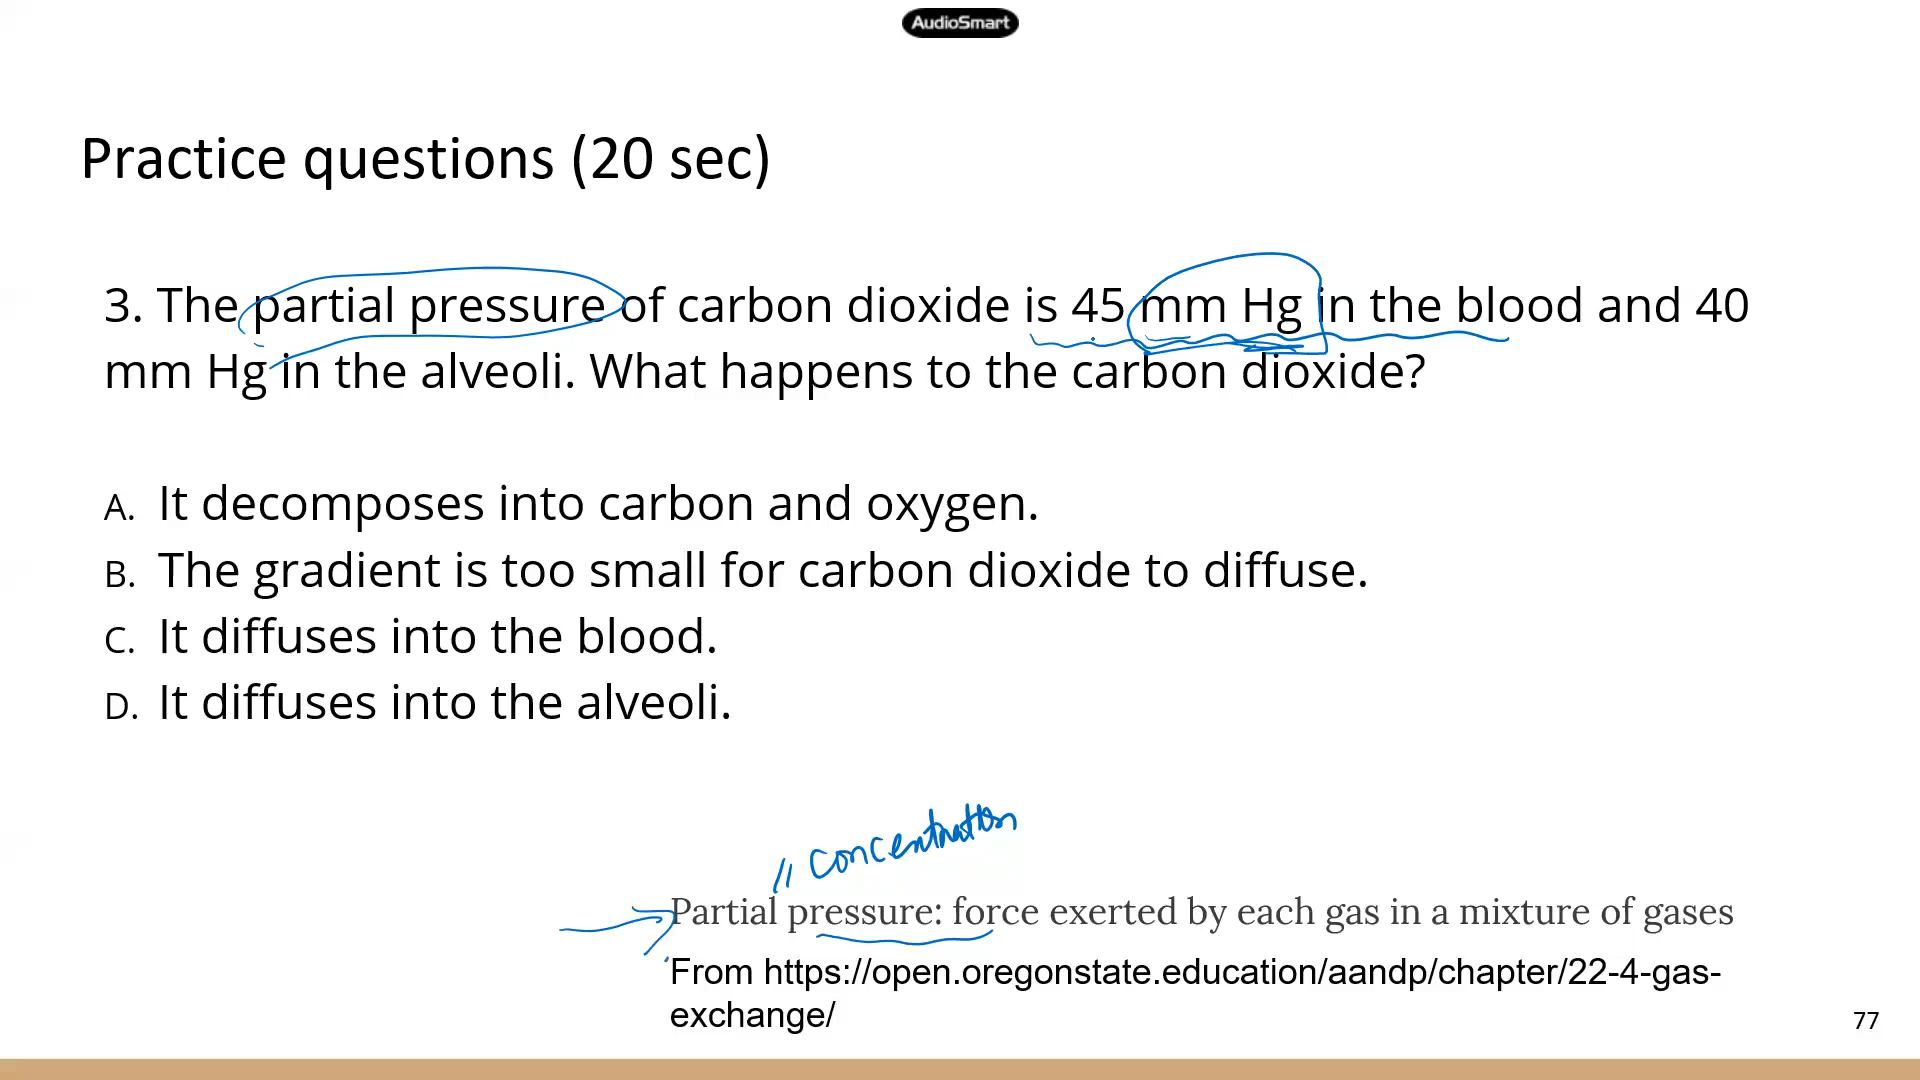 AudioSmart
Practice questions (20 sec)
3. The partial pressure of carbon dioxide is 45 mm Hg in the blood and 40
mm Hg in the alveoli. What happens to the carbon dioxide?
A. It decomposes into carbon and oxygen.
B. The gradient is too small for carbon dioxide to diffuse.
C. It diffuses into the blood.
D. It diffuses into the alveoli.
concentration
Partial pressure: force exerted by each gas in a mixture of gases
From https://open.oregonstate.education/aandp/chapter/22-4-gas-
exchange/
77